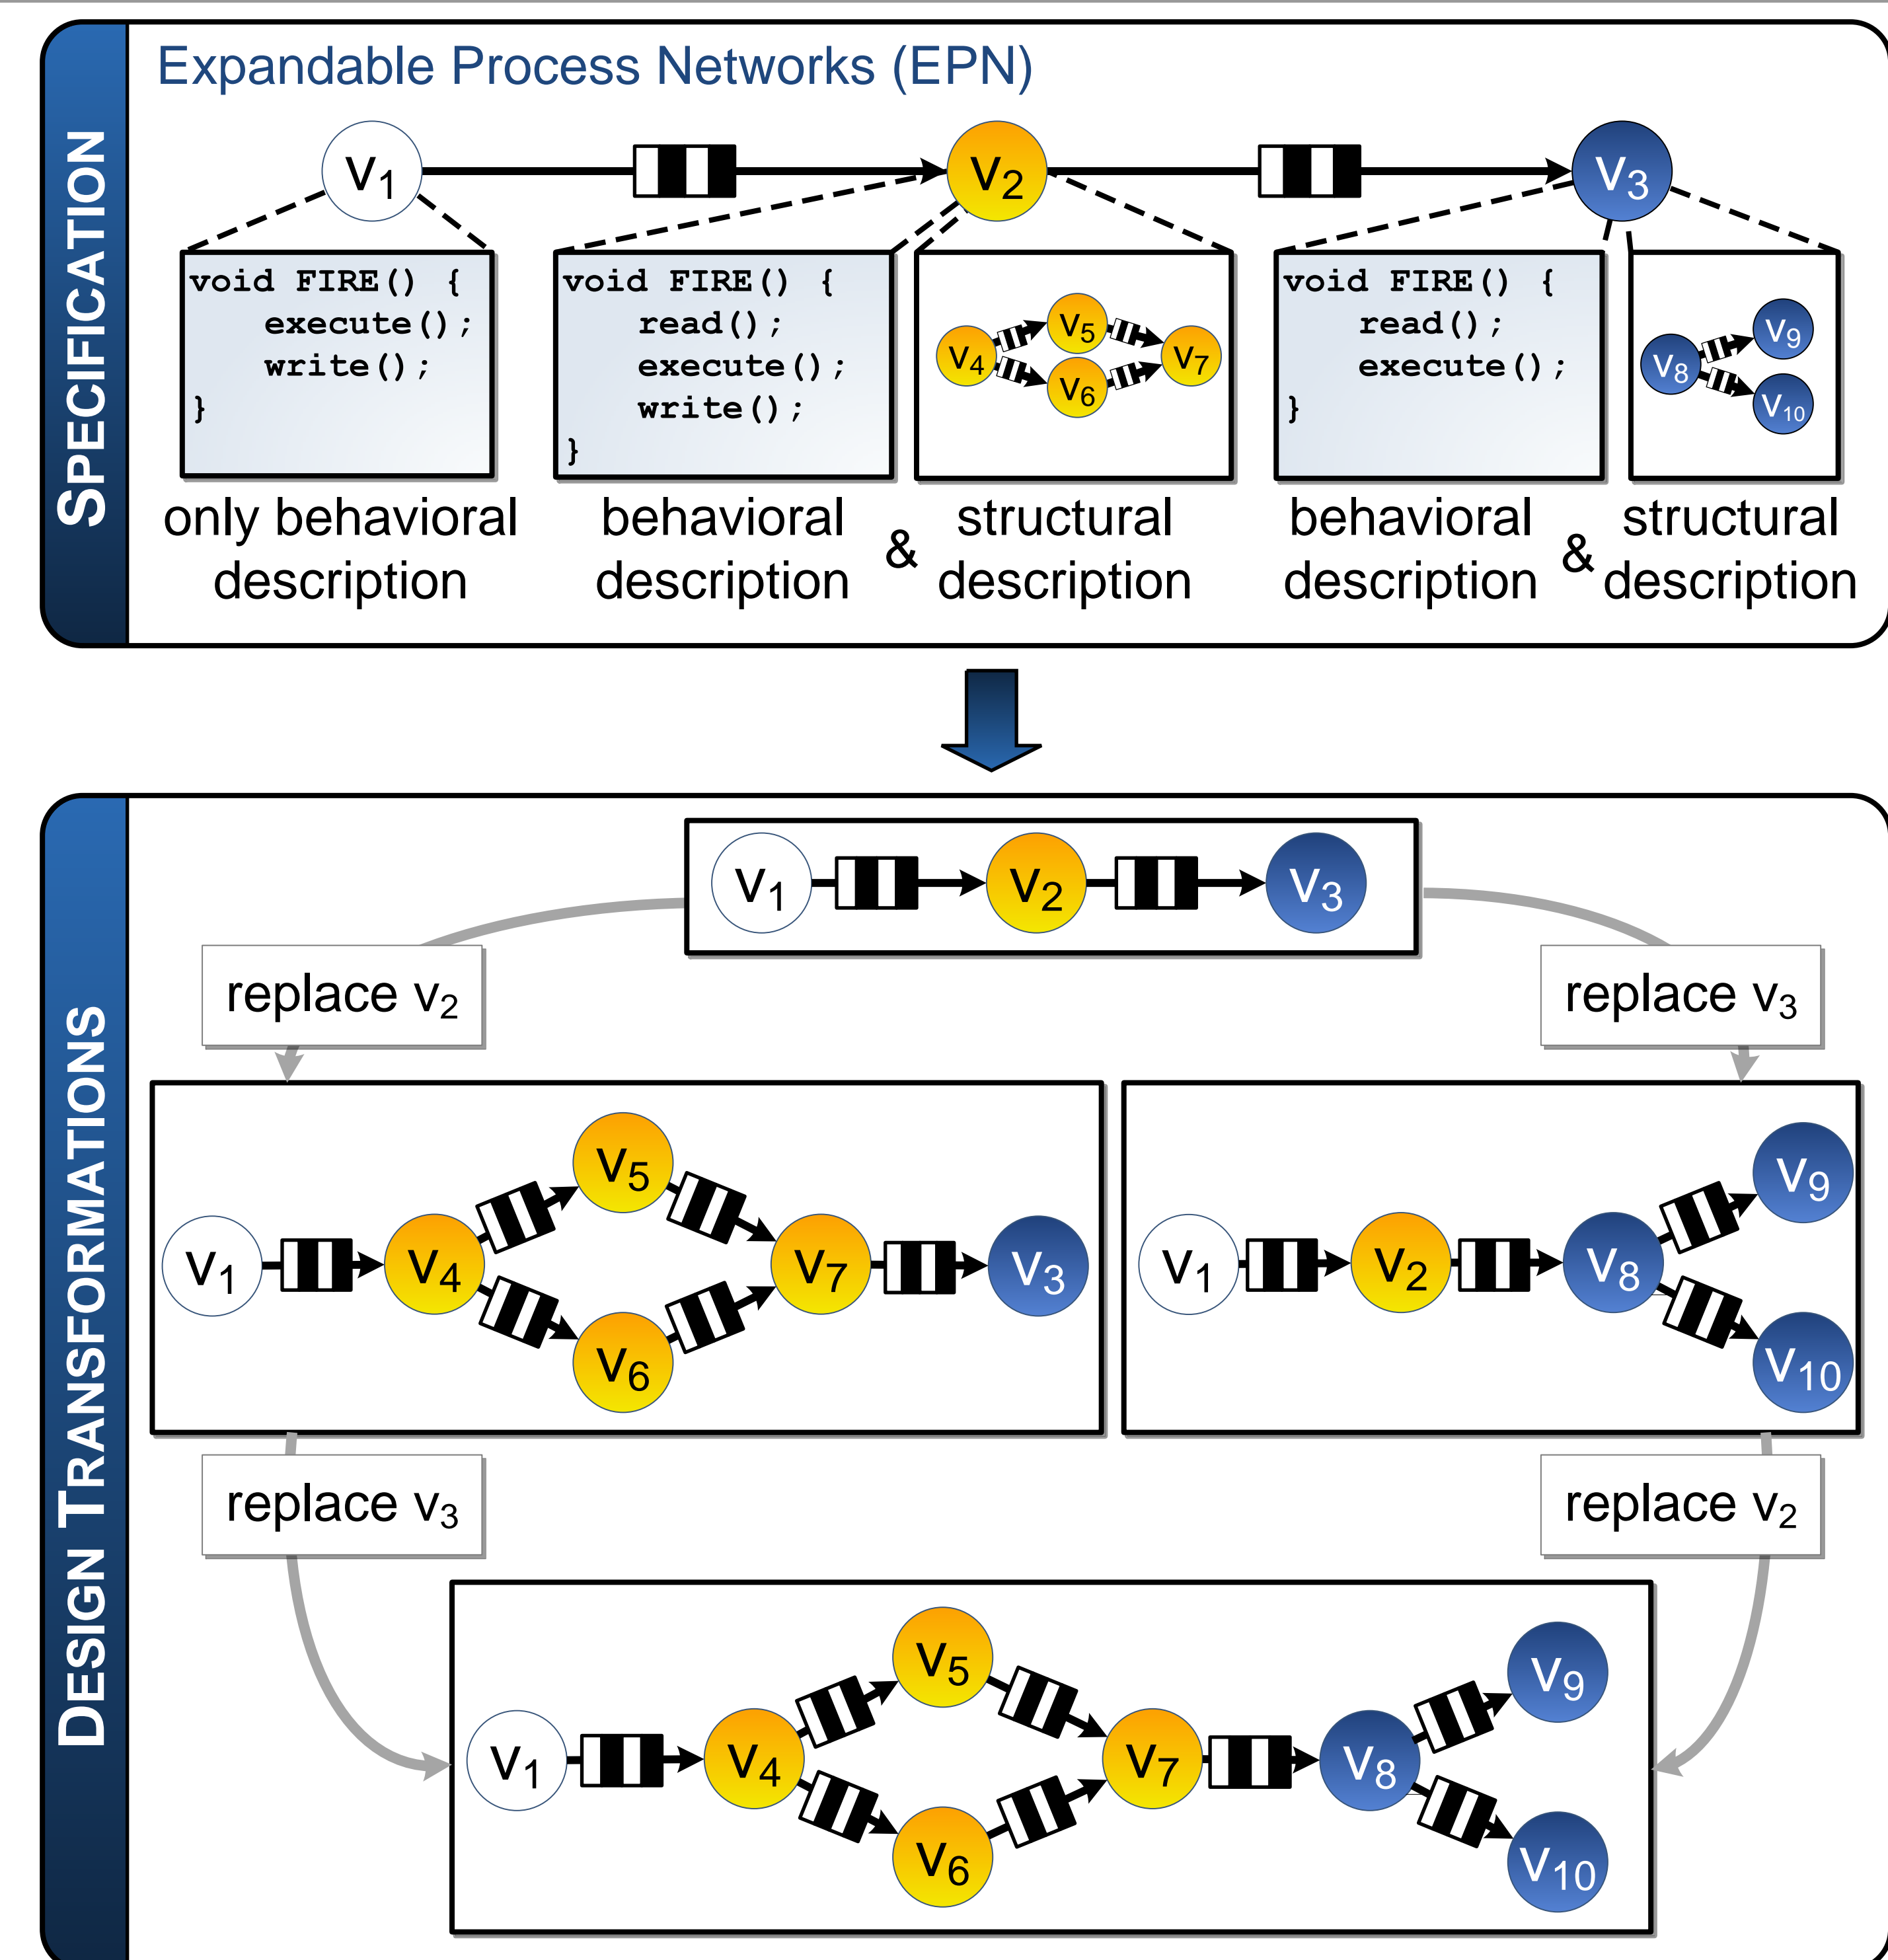 SPECIFICATION
Expandable Process Networks (EPN)
v1 v2 v3
void FIRE() {
execute();
write();
}
only behavioral
description
void FIRE() {
read();
execute();
write();
}
behavioral
description
&
v4 v5 v6 v7
structural
description
void FIRE() {
read();
execute();
}
behavioral
description
&
v8 v9 v10
structural
description
DESIGN TRANSFORMATIONS
v1 v2 v3
replace v2
replace v3
v1 v4 v5 v6 v7 v3
v1 v2 v8 v9 v10
replace v3
replace v2
v1 v4 v5 v6 v7 v8 v9 v10